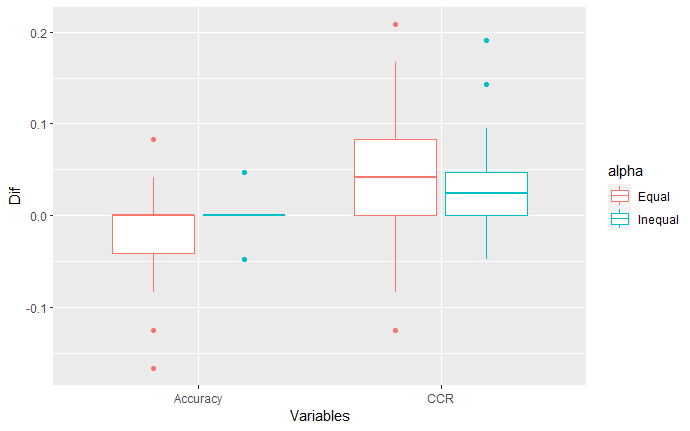 0.2
0.1
0.0
-0.1
Dif
Accuracy
CCR
Variables
alpha
Equal
Inequal